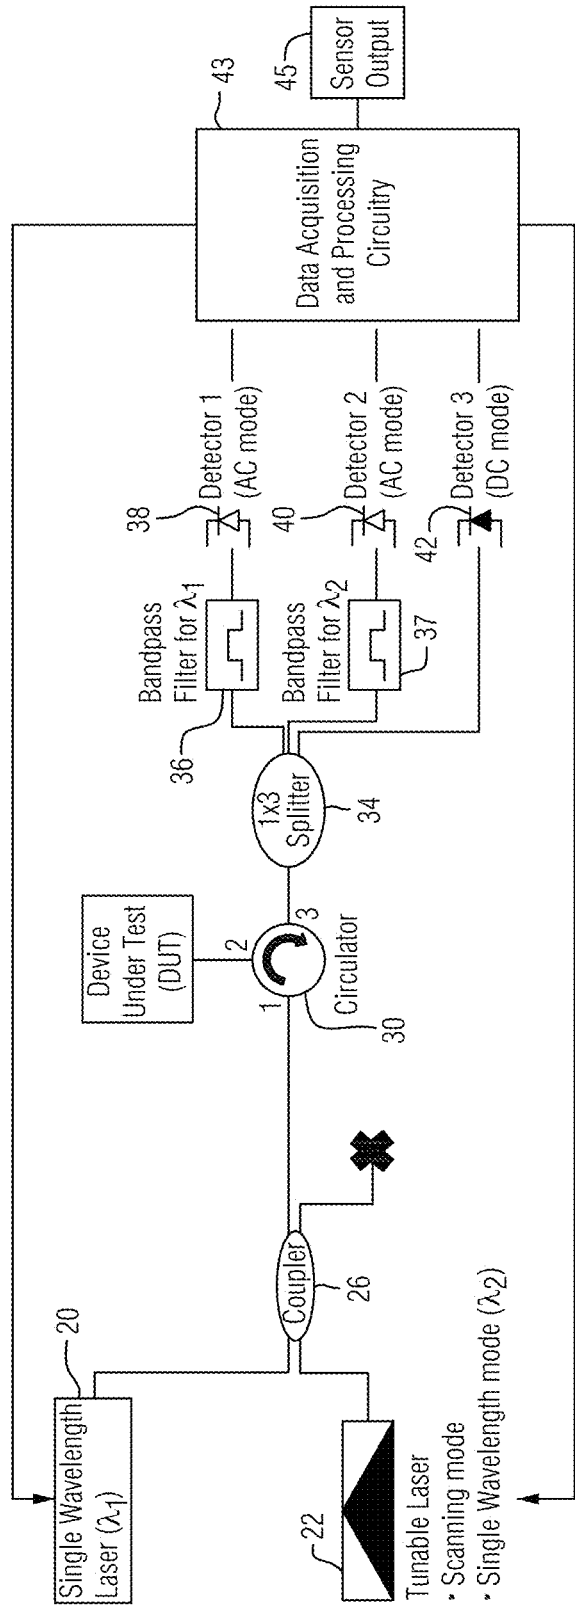 Single Wavelength
Laser (λ1)
20
22
Tunable Laser
* Scanning mode
* Single Wavelength mode (λ2)
Coupler
26
Device
Under Test
(DUT)
1
2
3
Circulator
30
1x3
Splitter
34
36
Bandpass
Filter for λ1
Bandpass
Filter for λ2
37
38
Detector 1
(AC mode)
40
Detector 2
(AC mode)
42
Detector 3
(DC mode)
Data Acquisition
and Processing
Circuitry
43
45
Sensor
Output